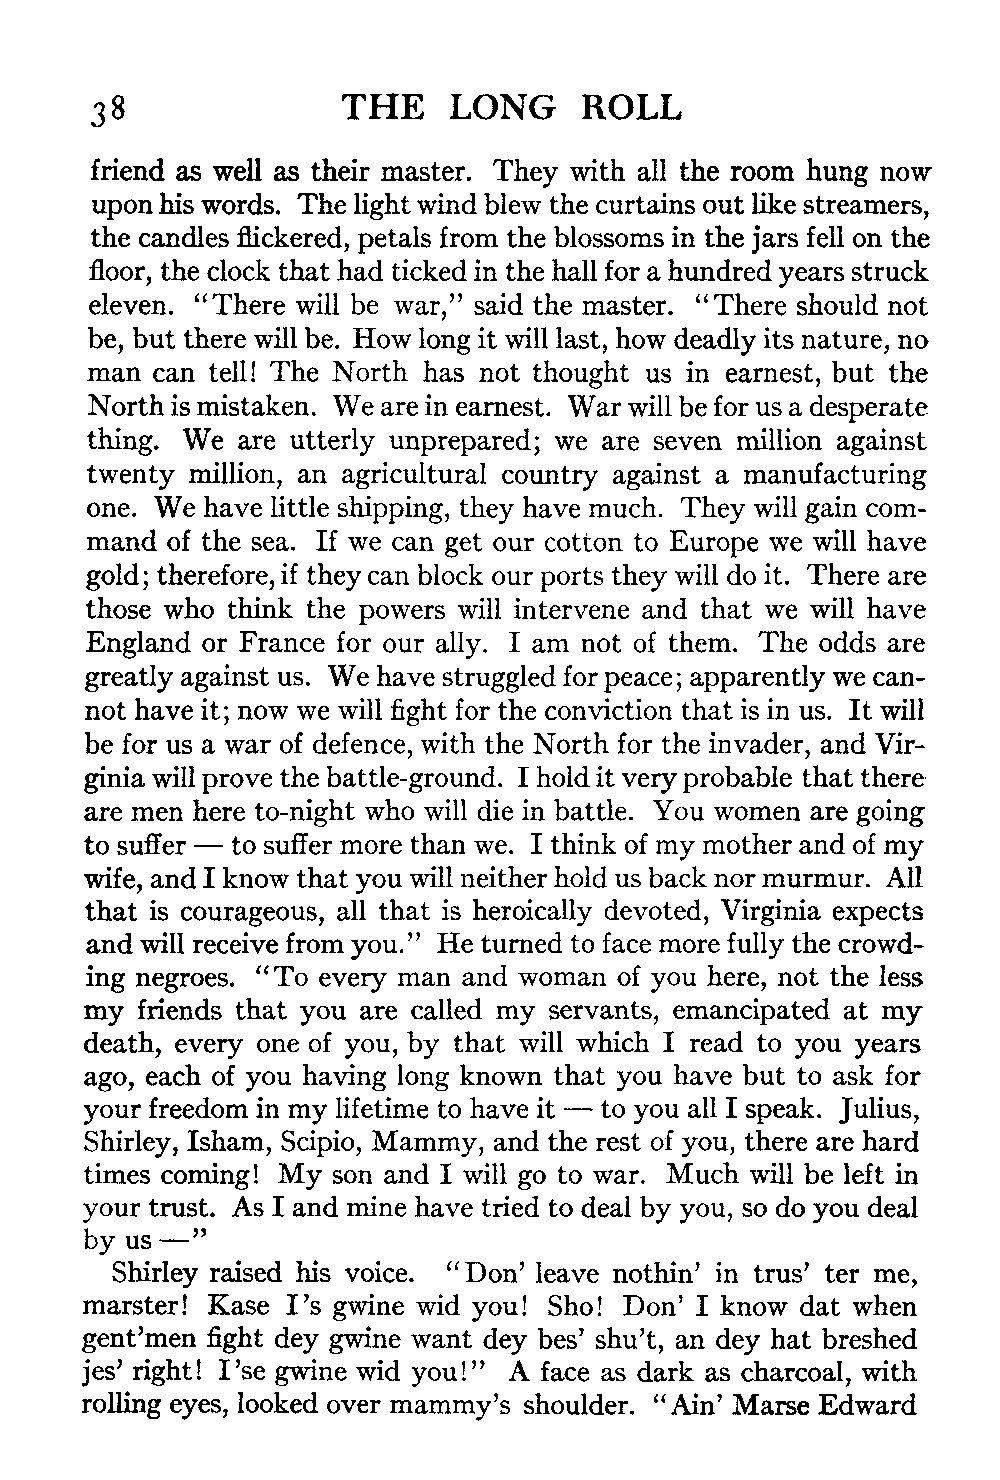 38 THE LONG ROLL
friend as well as their master. They with all the room hung now
upon his words. The light wind blew the curtains out like streamers,
the candles flickered, petals from the blossoms in the jars fell on the
floor, the clock that had ticked in the hall for a hundred years struck
eleven. "There will be war," said the master. "There should not
be, but there will be. How long it will last, how deadly its nature, no
man can tell! The North has not thought us in earnest, but the
North is mistaken. We are in earnest. War will be for us a desperate
thing. We are utterly unprepared; we are seven million against
twenty million, an agricultural country against a manufacturing
one. We have little shipping, they have much. They will gain com-
mand of the sea. If we can get our cotton to Europe we will have
gold; therefore, if they can block our ports they will do it. There are
those who think the powers will intervene and that we will have
England or France for our ally. I am not of them. The odds are
greatly against us. We have struggled for peace; apparently we can-
not have it; now we will fight for the conviction that is in us. It will
be for us a war of defence, with the North for the invader, and Vir-
ginia will prove the battle-ground. I hold it very probable that there
are men here to-night who will die in battle. You women are going
to suffer — to suffer more than we. I think of my mother and of my
wife, and I know that you will neither hold us back nor murmur. All
that is courageous, all that is heroically devoted, Virginia expects
and will receive from you." He turned to face more fully the crowd-
ing negroes. "To every man and woman of you here, not the less
my friends that you are called my servants, emancipated at my
death, every one of you, by that will which I read to you years
ago, each of you having long known that you have but to ask for
your freedom in my lifetime to have it — to you all I speak. Julius,
Shirley, Isham, Scipio, Mammy, and the rest of you, there are hard
times coming! My son and I will go to war. Much will be left in
your trust. As I and mine have tried to deal by you, so do you deal
by us —"
Shirley raised his voice. "Don' leave nothin' in trus' ter me,
marster! Kase I's gwine wid you! Sho! Don' I know dat when
gent'men fight dey gwine want dey bes' shu't, an dey hat breshed
jes' right! I'se gwine wid you!" A face as dark as charcoal, with
rolling eyes, looked over mammy's shoulder. "Ain' Marse Edward